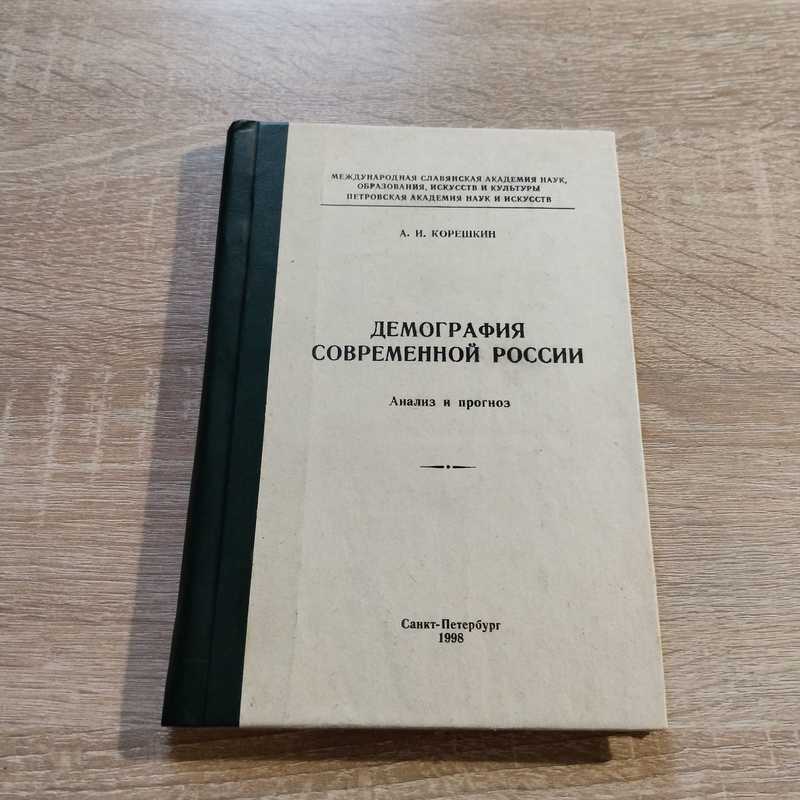 МЕЖДУНАРОДНАЯ СЛАВЯНСКАЯ АКАДЕМИЯ НАУК,
ОБРАЗОВАНИЯ, ИСКУССТВ И КУЛЬТУРЫ
ПЕТРОВСКАЯ АКАДЕМИЯ НАУК И ИСКУССТВ
А. И. КОРЕШКИН
ДЕМОГРАФИЯ
СОВРЕМЕННОЙ РОССИИ
Анализ и прогноз
Санкт-Петербург
1998